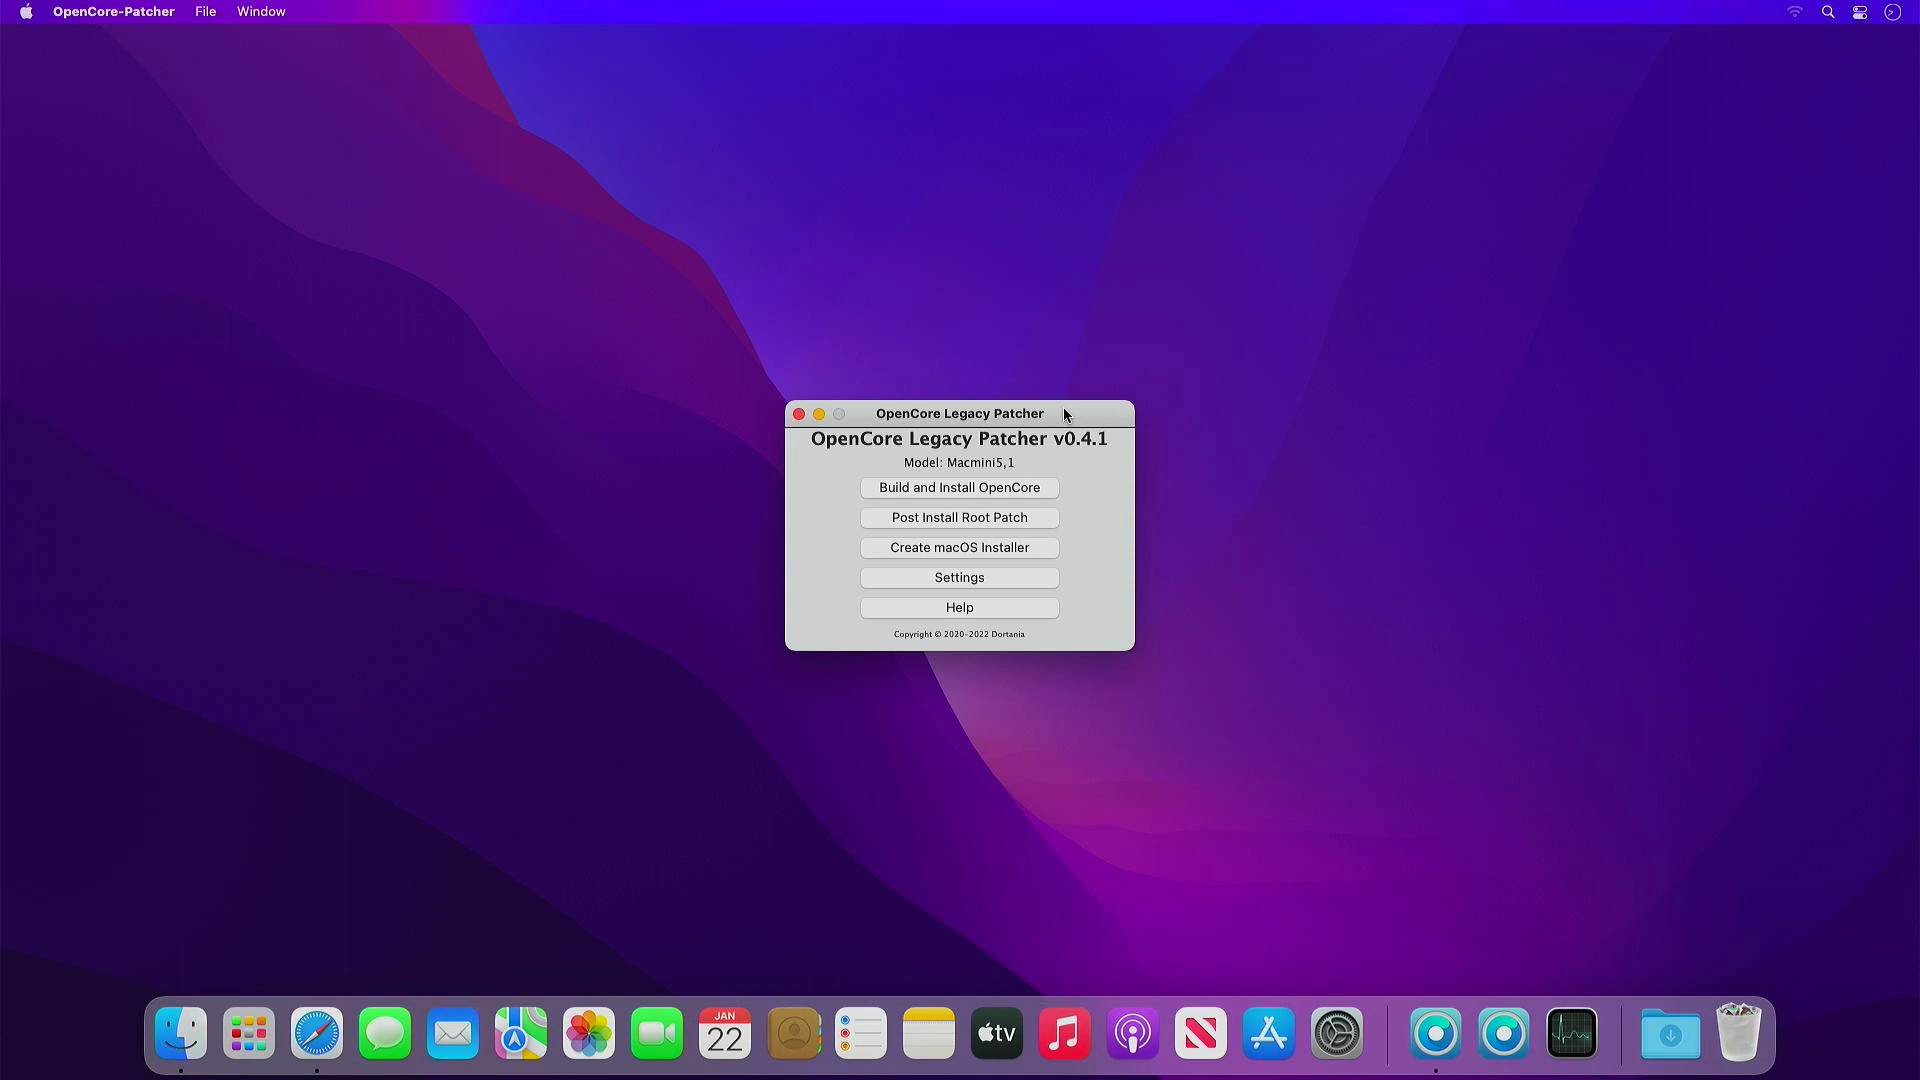 OpenCore-Patcher File Window
OpenCore Legacy Patcher
OpenCore Legacy Patcher v0.4.1
Model: Macmini5,1
Build and Install OpenCore
Post Install Root Patch
Create macOS Installer
Settings
Help
Copyright © 2020-2022 Dortania
JAN
22
tv